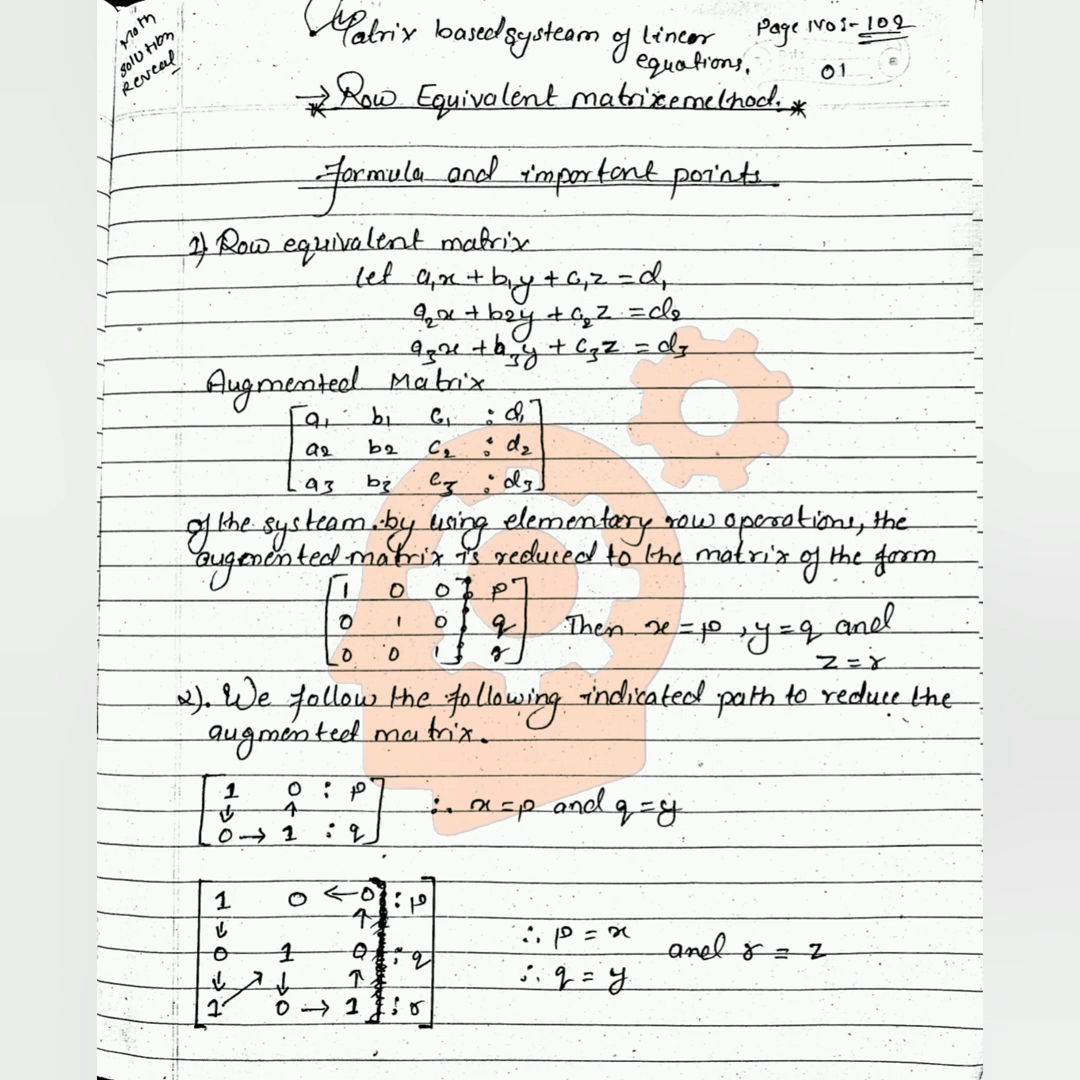 Math
solution
Reveal
Matrix based systeam of linear
equations.
Page NOS-102
01
→ Row Equivalent matrixe method. *
Formula and important points
1) Row equivalent matrix
let a₁x + b₁y + c₁z = d₁
a₂x + b₂y + c₂z = d₂
a₃x + b₃y + c₃z = d₃
Augmented Matrix
a₁ b₁ c₁ : d₁
a₂ b₂ c₂ : d₂
a₃ b₃ c₃ : d₃
of the systeam. by using elementary row operations, the
augmented matrix is reduced to the matrix of the form
1 0 0 : p
0 1 0 : q
0 0 1 : r
Then x = p , y = q and
z = r
2). We follow the following indicated path to reduce the
augmented matrix.
1 0 : p
↓ ↑
0 → 1 : q
∴ x = p and q = y
1 0 ← 0 : p
↓ ↑
0 1 0 : q
↓ ↗ ↓ ↑
1 0 → 1 : r
∴ p = x
∴ q = y
and r = z